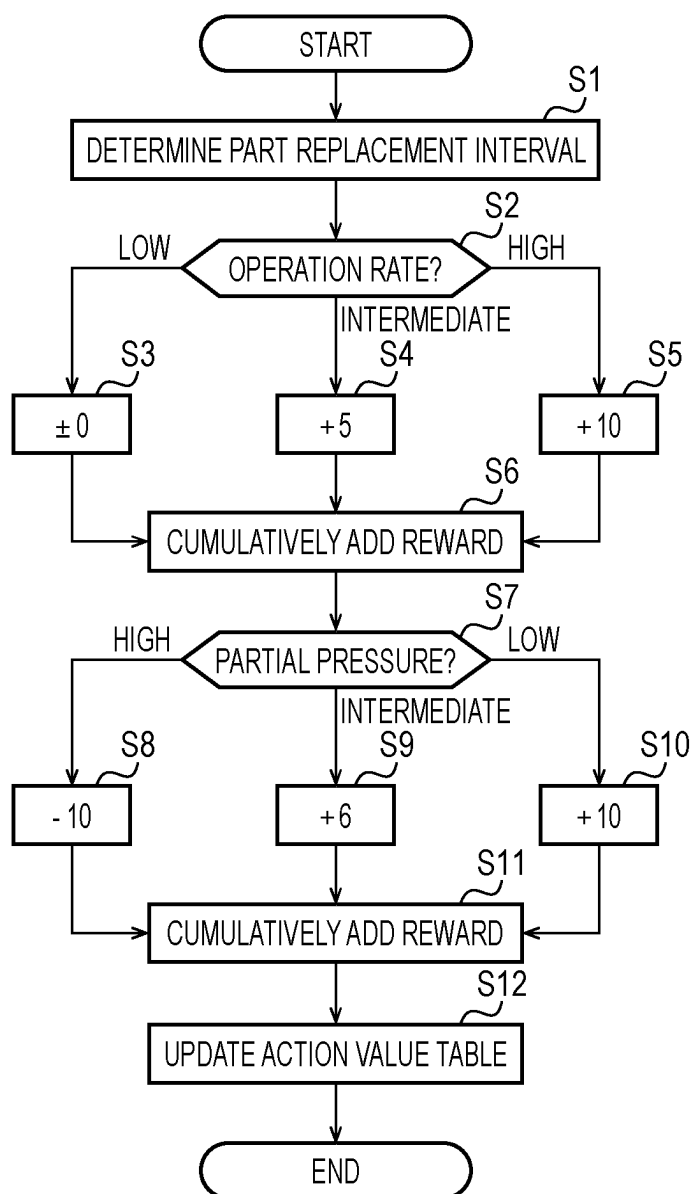 START
S1
DETERMINE PART REPLACEMENT INTERVAL
S2
LOW
OPERATION RATE?
HIGH
INTERMEDIATE
S3
S4
S5
± 0
+ 5
+ 10
S6
CUMULATIVELY ADD REWARD
S7
HIGH
PARTIAL PRESSURE?
LOW
INTERMEDIATE
S8
S9
S10
- 10
+ 6
+ 10
S11
CUMULATIVELY ADD REWARD
S12
UPDATE ACTION VALUE TABLE
END